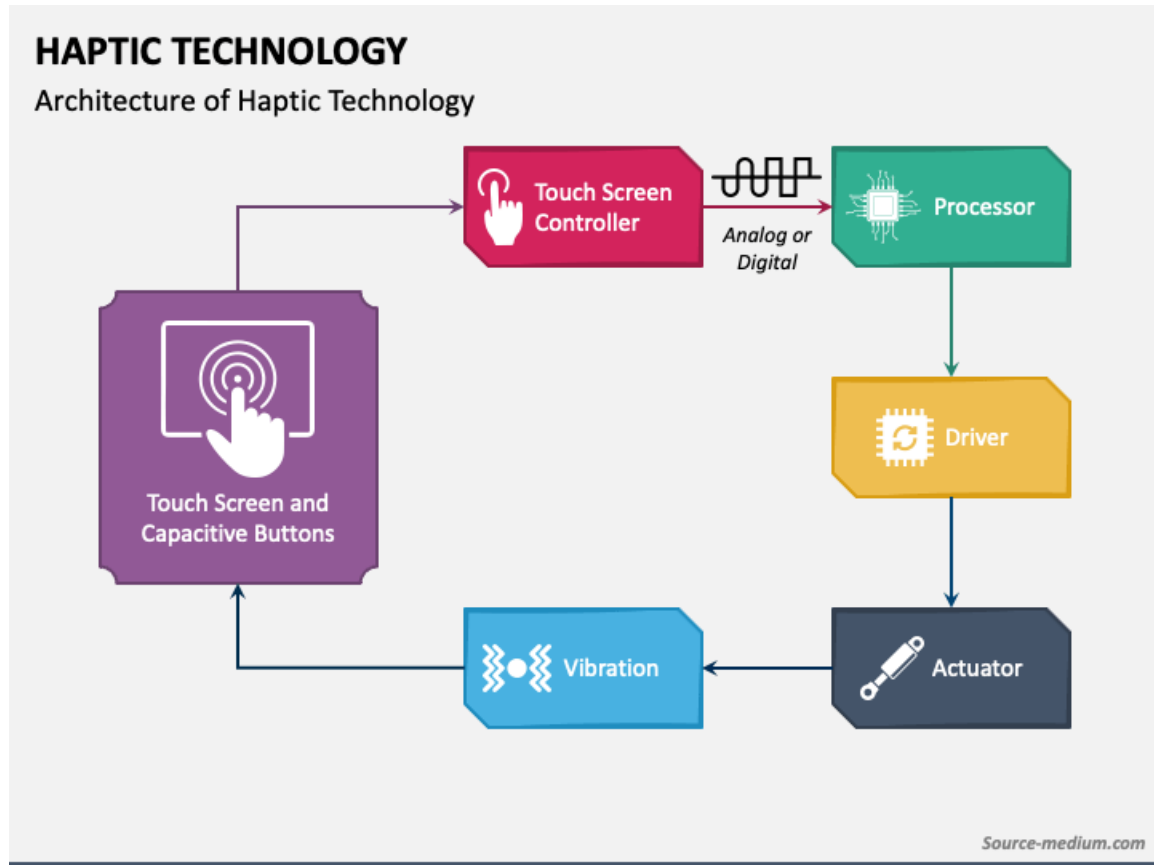 HAPTIC TECHNOLOGY
Architecture of Haptic Technology
Touch Screen
Controller
Analog or
Digital
Processor
Touch Screen and
Capacitive Buttons
Driver
Vibration
Actuator
Source-medium.com